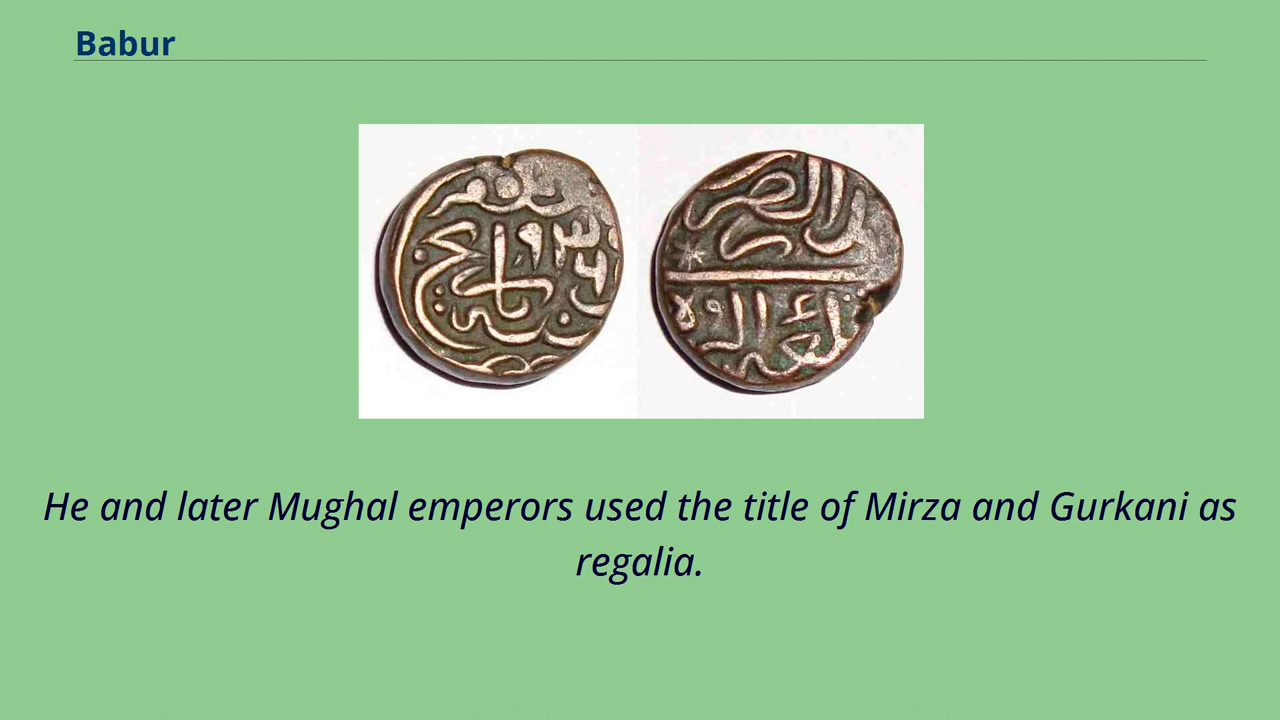 Babur
He and later Mughal emperors used the title of Mirza and Gurkani as
regalia.